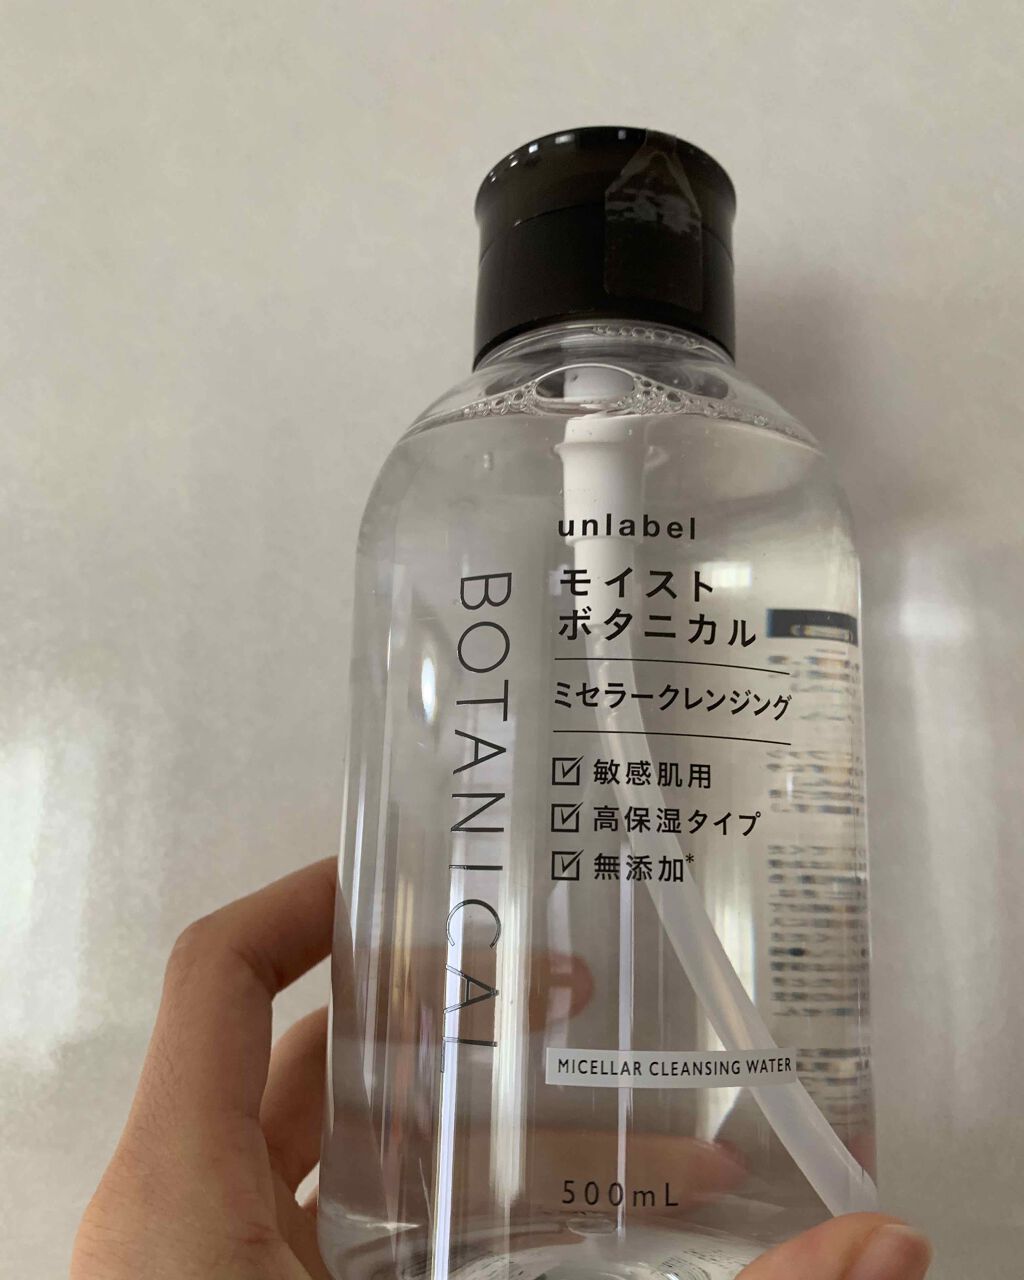 unlabel
モイスト
ボタニカル
ミセラークレンジング
敏感肌用
高保湿タイプ
無添加*
BOTANICAL
MICELLAR CLEANSING WATER
500mL